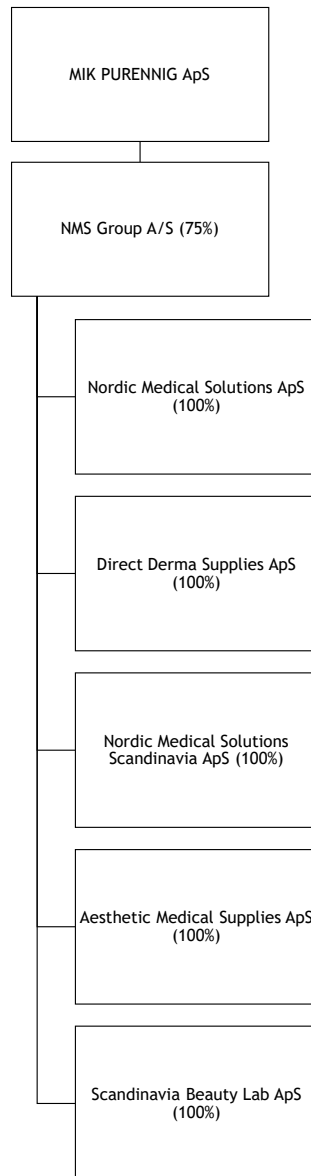 MIK PURENNIG ApS
NMS Group A/S (75%)
Nordic Medical Solutions ApS
(100%)
Direct Derma Supplies ApS
(100%)
Nordic Medical Solutions
Scandinavia ApS (100%)
Aesthetic Medical Supplies ApS
(100%)
Scandinavia Beauty Lab ApS
(100%)